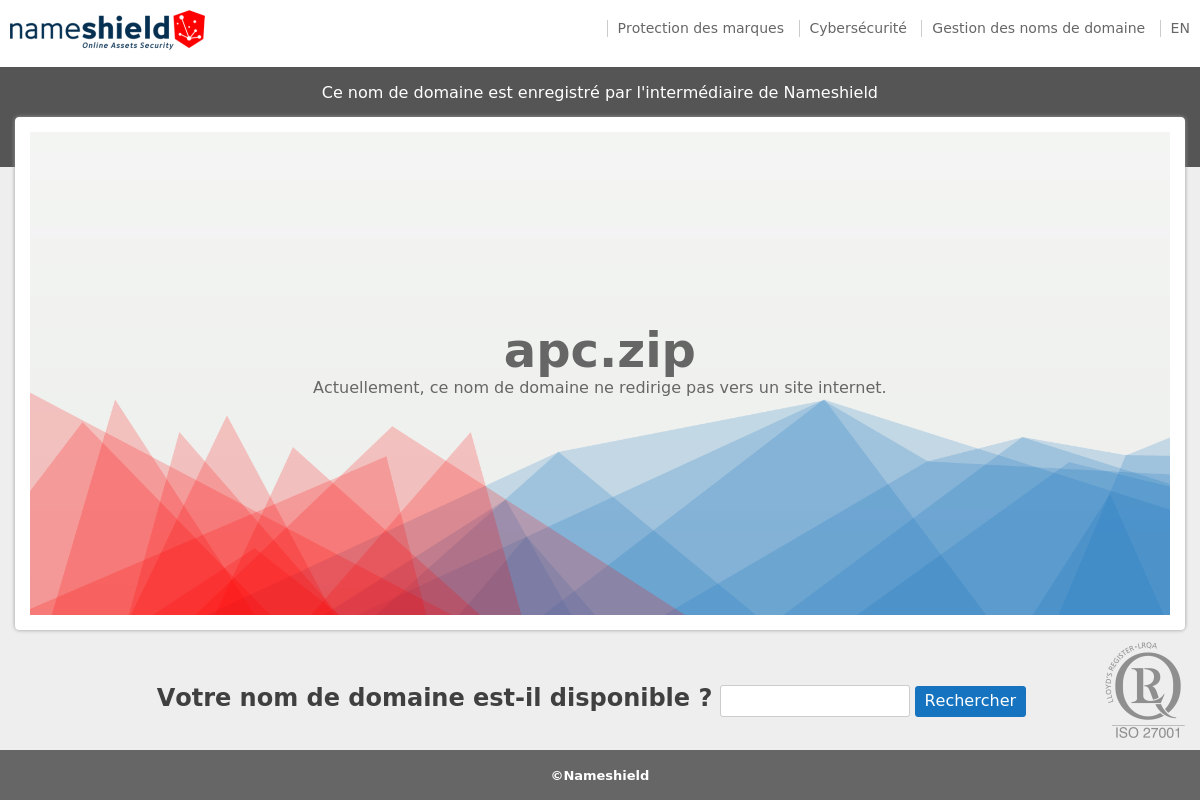 nameshield
Online Assets Security
Protection des marques
Cybersécurité
Gestion des noms de domaine
EN
Ce nom de domaine est enregistré par l'intermédiaire de Nameshield
apc.zip
Actuellement, ce nom de domaine ne redirige pas vers un site internet.
Votre nom de domaine est-il disponible ?
Rechercher
LLOYD'S REGISTER • LRQA
R
ISO 27001
©Nameshield